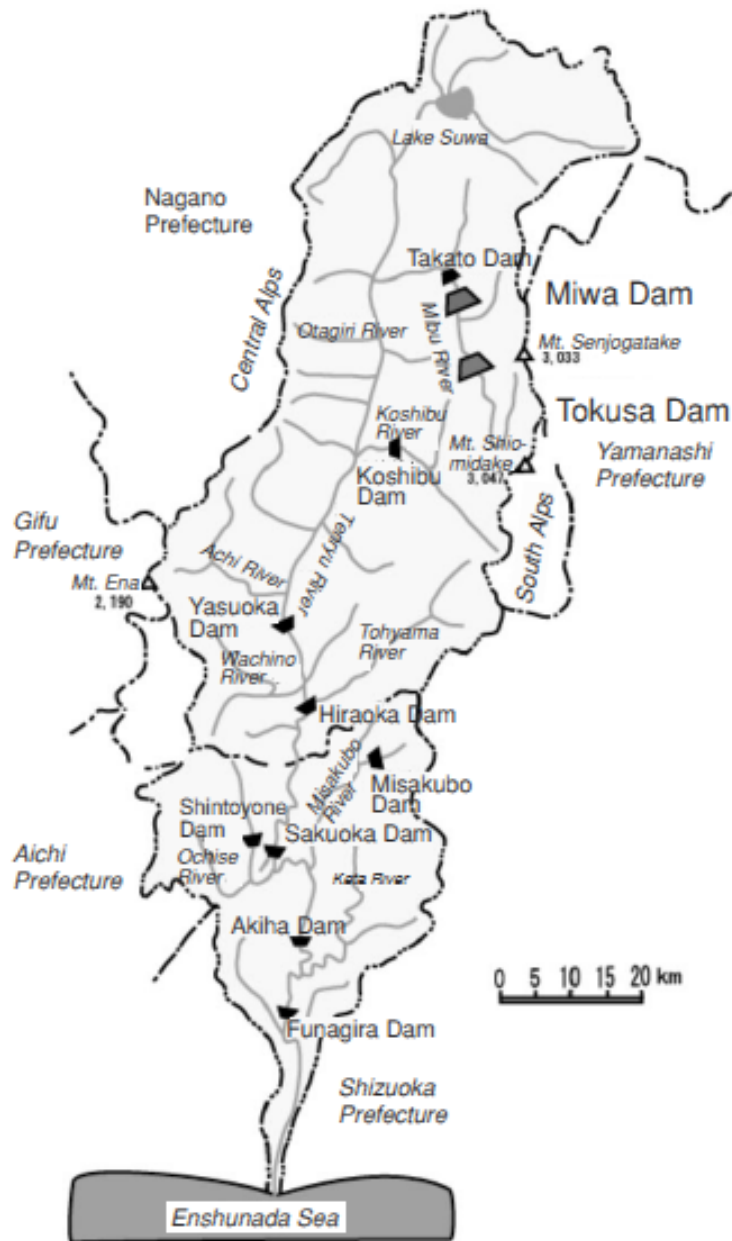 Lake Suwa
Nagano
Prefecture
Central Alps
Takato Dam
Miwa Dam
Otagiri River
Mibu River
Mt. Senjogatake
3,033
Tokusa Dam
Koshibu
River
Mt. Shio-
midake
3,047
Yamanashi
Prefecture
Koshibu
Dam
South Alps
Gifu
Prefecture
Tenryu River
Achi River
Mt. Ena
2,190
Yasuoka
Dam
Tohyama
River
Wachino
River
Hiraoka Dam
Misakubo
River
Misakubo
Dam
Shintoyone
Dam
Sakuoka Dam
Aichi
Prefecture
Ochise
River
Keta River
Akiha Dam
0 5 10 15 20 km
Funagira Dam
Shizuoka
Prefecture
Enshunada Sea